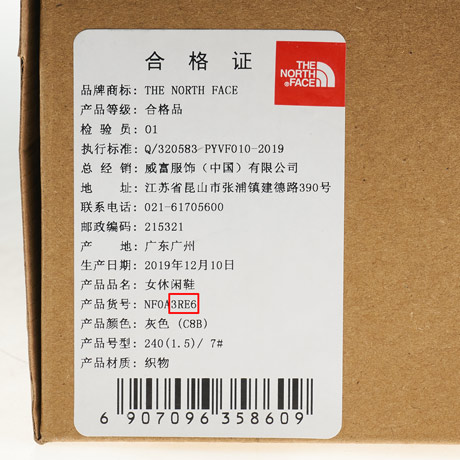 合格证
THE
NORTH
FACE
品牌商标: THE NORTH FACE
产品等级: 合格品
检 验 员: 01
执行标准: Q/320583-PYVF010-2019
总 经 销: 威富服饰（中国）有限公司
地    址: 江苏省昆山市张浦镇建德路390号
联系电话: 021-61705600
邮政编码: 215321
产    地: 广东广州
生产日期: 2019年12月10日
产品品名: 女休闲鞋
产品货号: NF0A3RE6
产品颜色: 灰色 (C8B)
产品号型: 240(1.5)/ 7#
产品材质: 织物
6 907096 358609